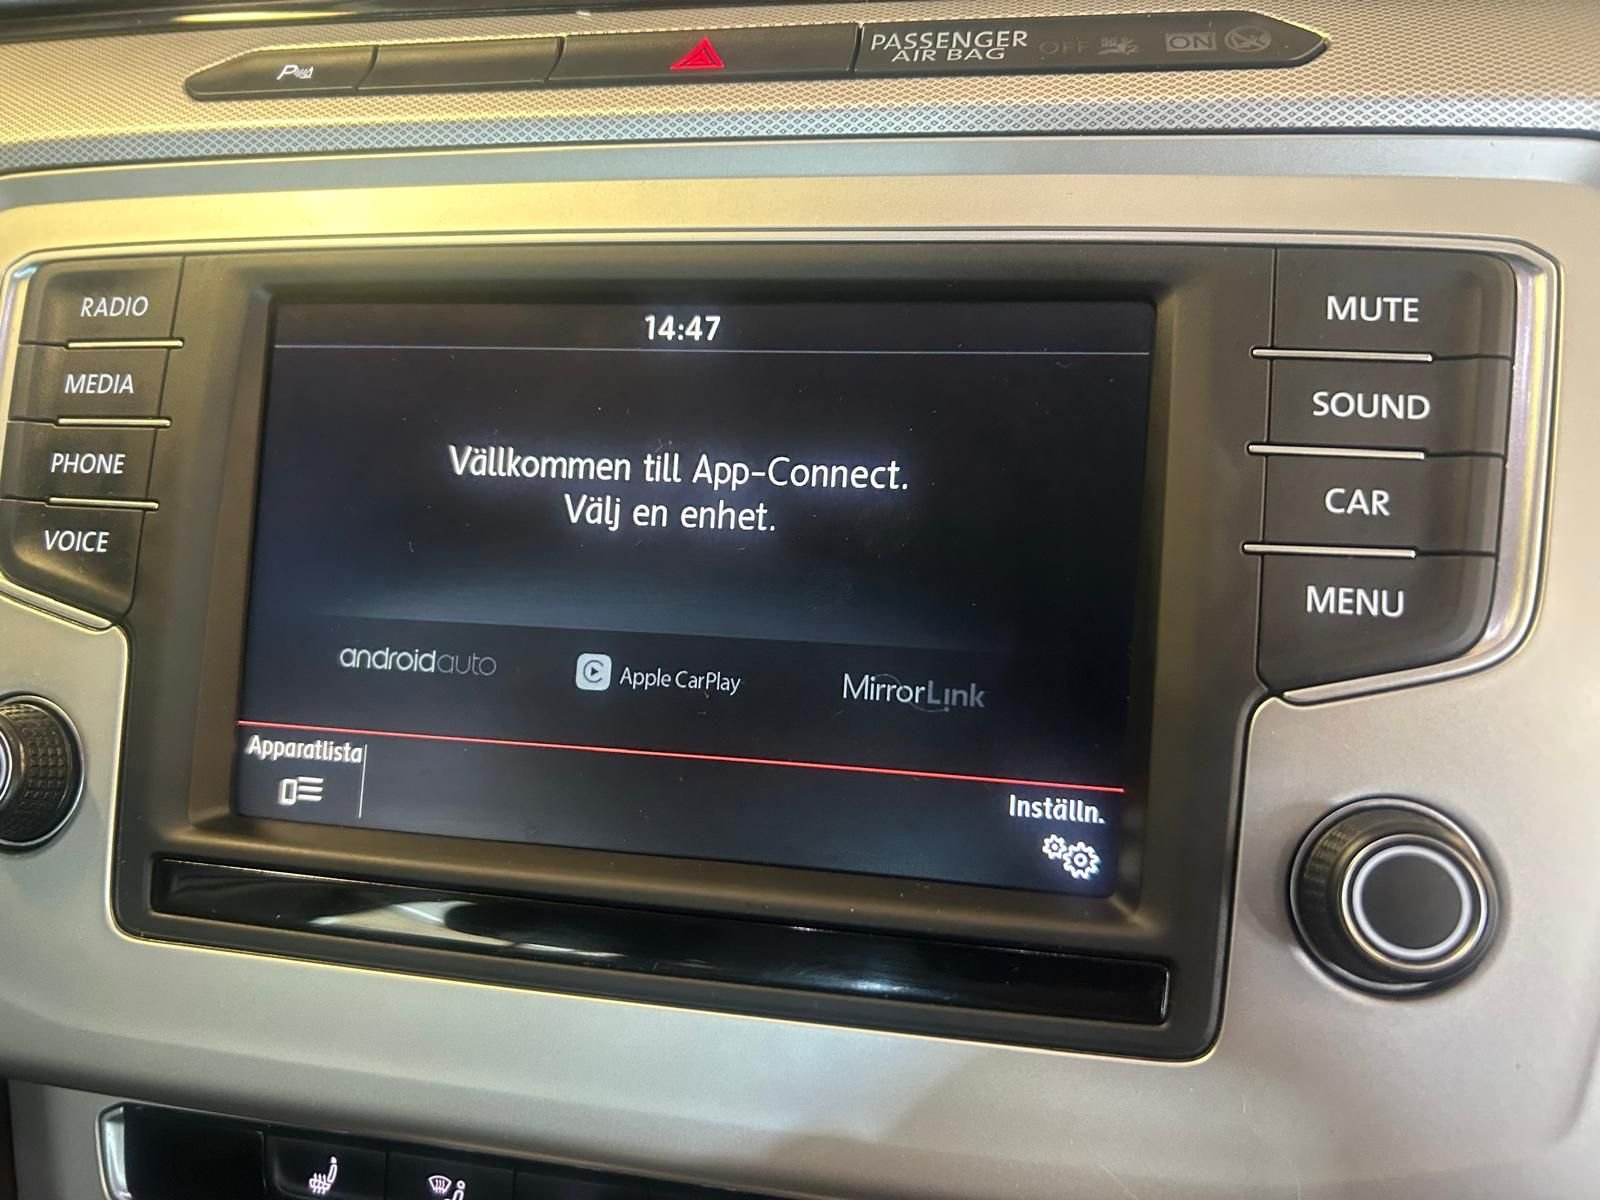 P
PASSENGER
AIR BAG
OFF
ON
RADIO
MEDIA
PHONE
VOICE
14:47
Vällkommen till App-Connect.
Välj en enhet.
androidauto
Apple CarPlay
MirrorLink
Apparatlista
Inställn.
MUTE
SOUND
CAR
MENU